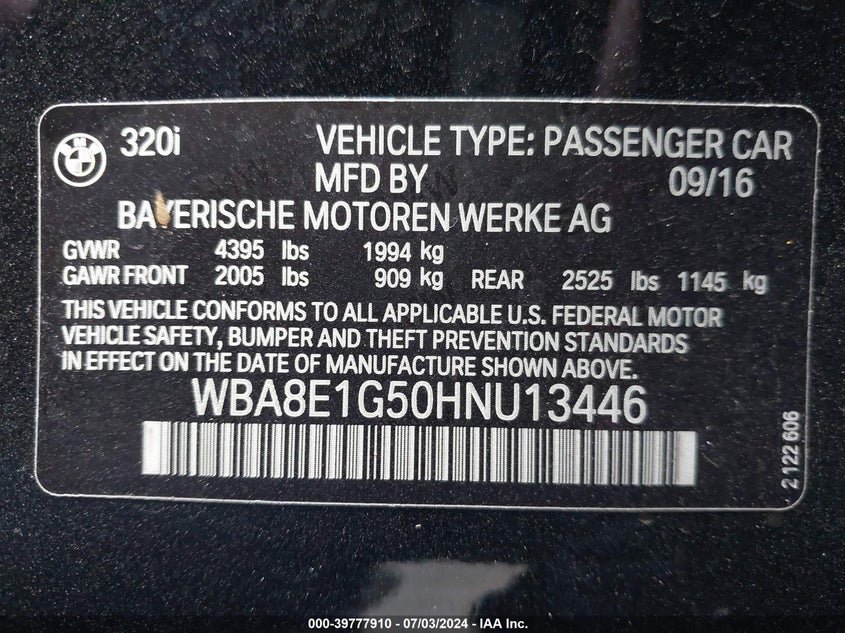 320i VEHICLE TYPE: PASSENGER CAR
MFD BY 09/16
BAYERISCHE MOTOREN WERKE AG
GVWR 4395 lbs 1994 kg
GAWR FRONT 2005 lbs 909 kg REAR 2525 lbs 1145 kg
THIS VEHICLE CONFORMS TO ALL APPLICABLE U.S. FEDERAL MOTOR
VEHICLE SAFETY, BUMPER AND THEFT PREVENTION STANDARDS
IN EFFECT ON THE DATE OF MANUFACTURE SHOWN ABOVE.
WBA8E1G50HNU13446
2 122 606
000-39777910 - 07/03/2024 - IAA Inc.